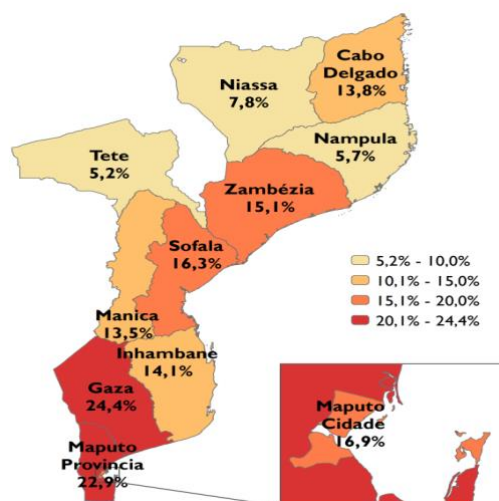 Cabo
Delgado
13,8%
Niassa
7,8%
Nampula
5,7%
Tete
5,2%
Zambézia
15,1%
Sofala
16,3%
5,2% - 10,0%
10,1% - 15,0%
15,1% - 20,0%
20,1% - 24,4%
Manica
13,5%
Inhambane
14,1%
Gaza
24,4%
Maputo
Cidade
16,9%
Maputo
Provincia
22,9%